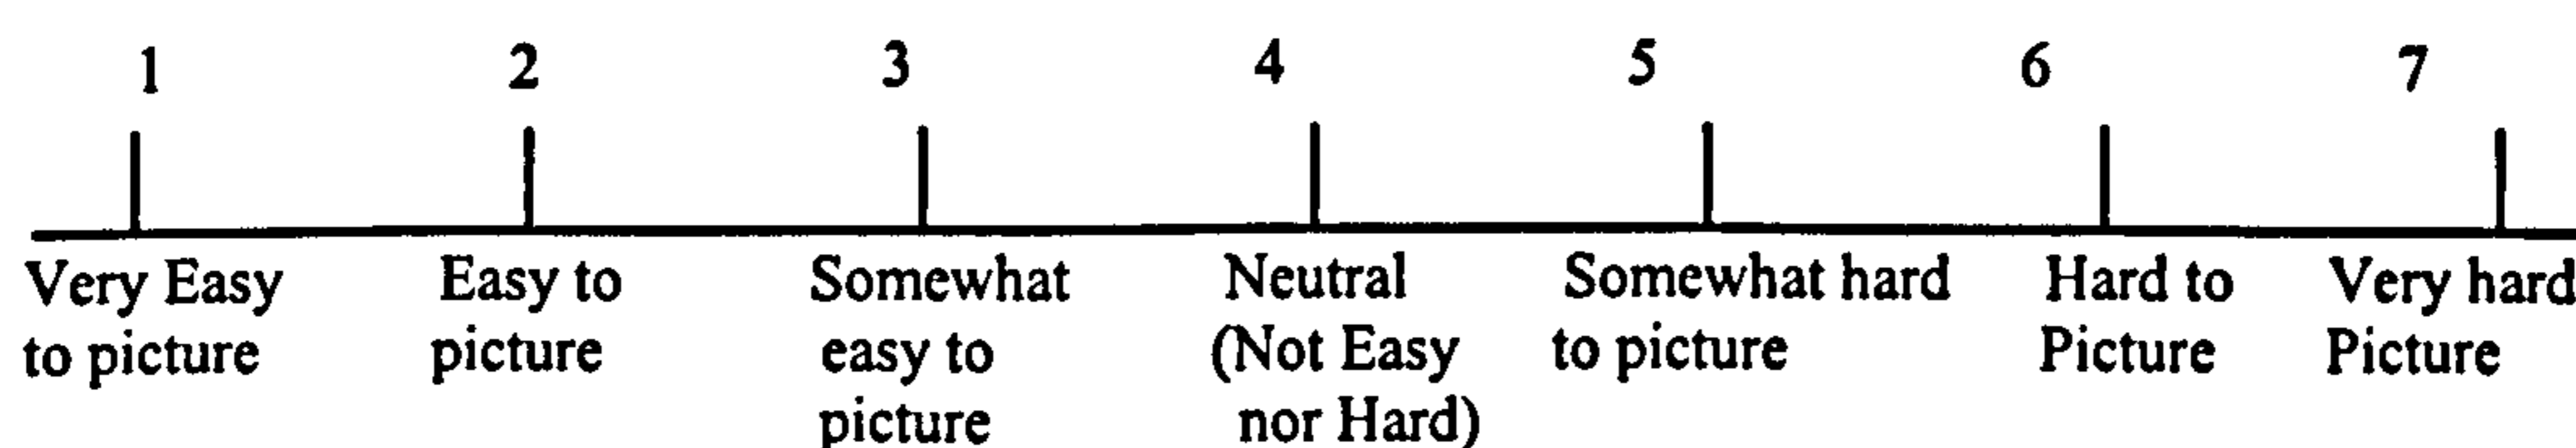 1 2 3 4 5 6 7
Very Easy Easy to Somewhat Neutral Somewhat hard Hard to Very hard
to picture picture easy to (Not Easy to picture Picture Picture
picture nor Hard)